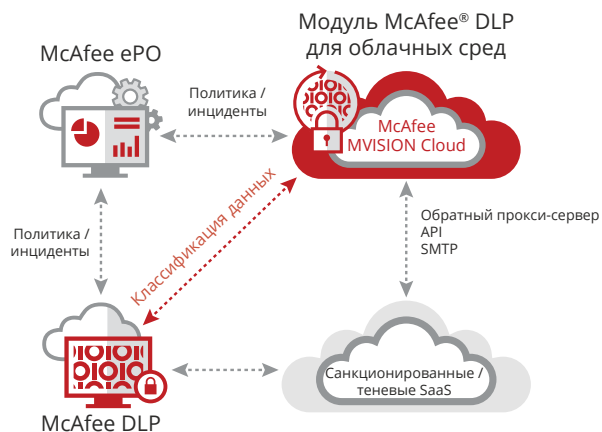 McAfee ePO
Модуль McAfee® DLP
для облачных сред
Политика /
инциденты
McAfee
MVISION Cloud
Классификация данных
Политика /
инциденты
Обратный прокси-сервер
API
SMTP
Санкционированные /
теневые SaaS
McAfee DLP